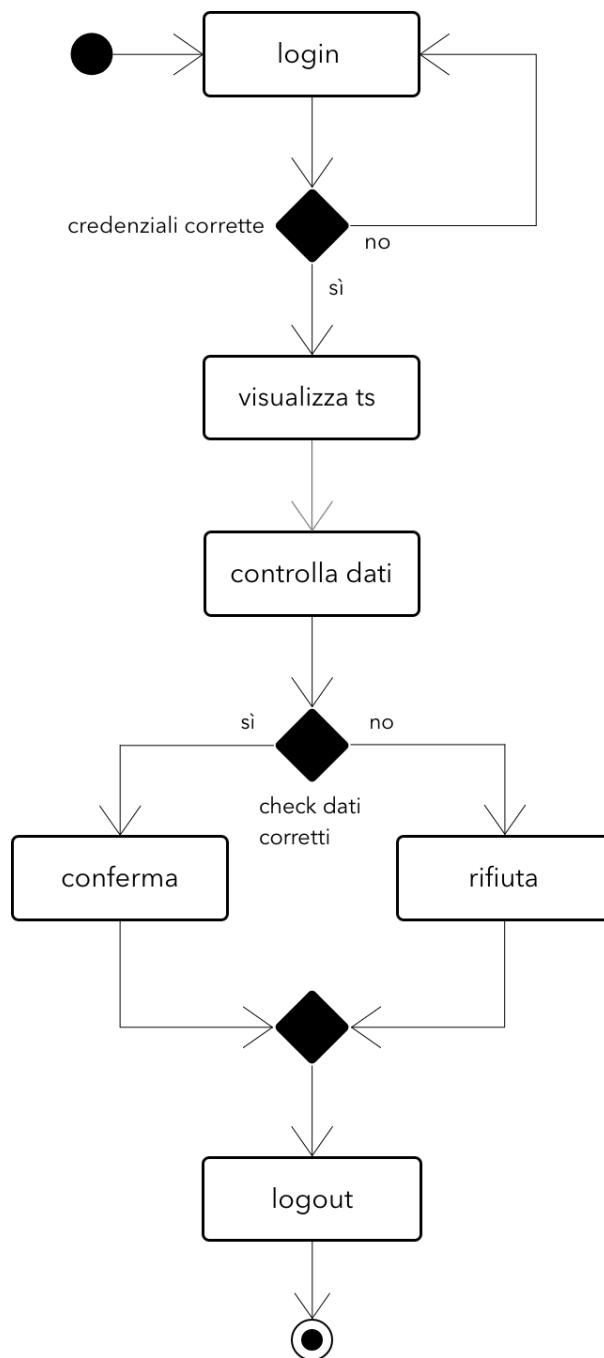 login
credenziali corrette
no
sì
visualizza ts
controlla dati
sì
no
check dati
corretti
conferma
rifiuta
logout